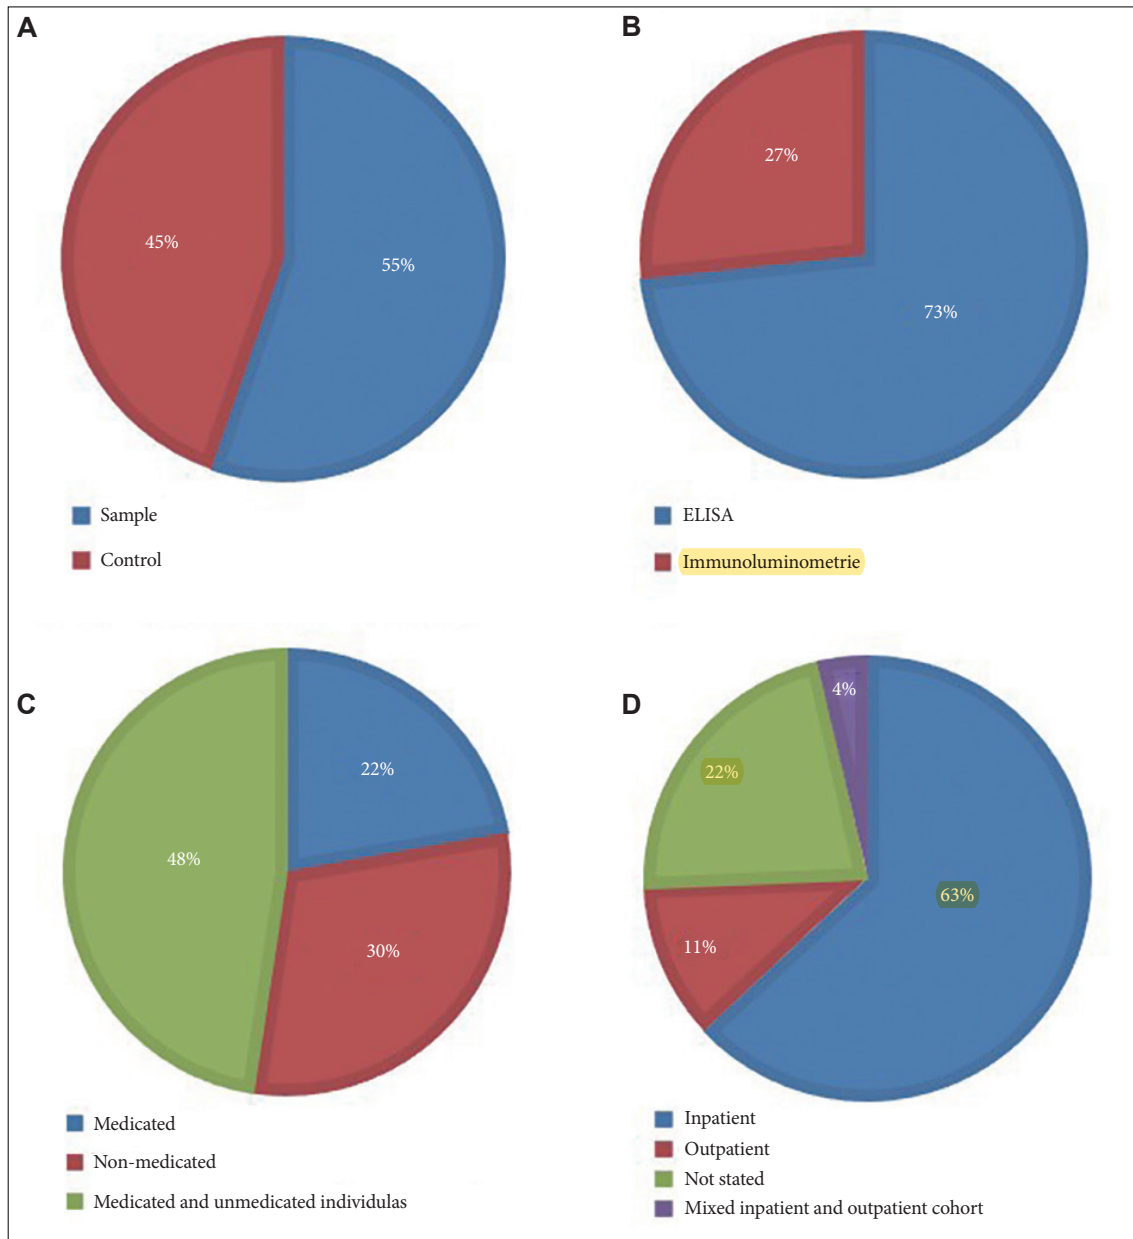 A
45%
55%
Sample
Control
B
27%
73%
ELISA
Immunoluminometrie
C
22%
48%
30%
Medicated
Non-medicated
Medicated and unmedicated individulas
D
4%
22%
63%
11%
Inpatient
Outpatient
Not stated
Mixed inpatient and outpatient cohort